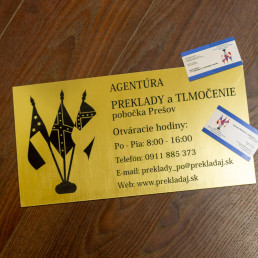 AGENTÚRA
PREKLADY a TLMOČENIE
pobočka Prešov
Otváracie hodiny:
Po - Pia: 8:00 - 16:00
Telefón: 0911 885 373
E-mail: preklady_po@prekladaj.sk
Web: www.prekladaj.sk